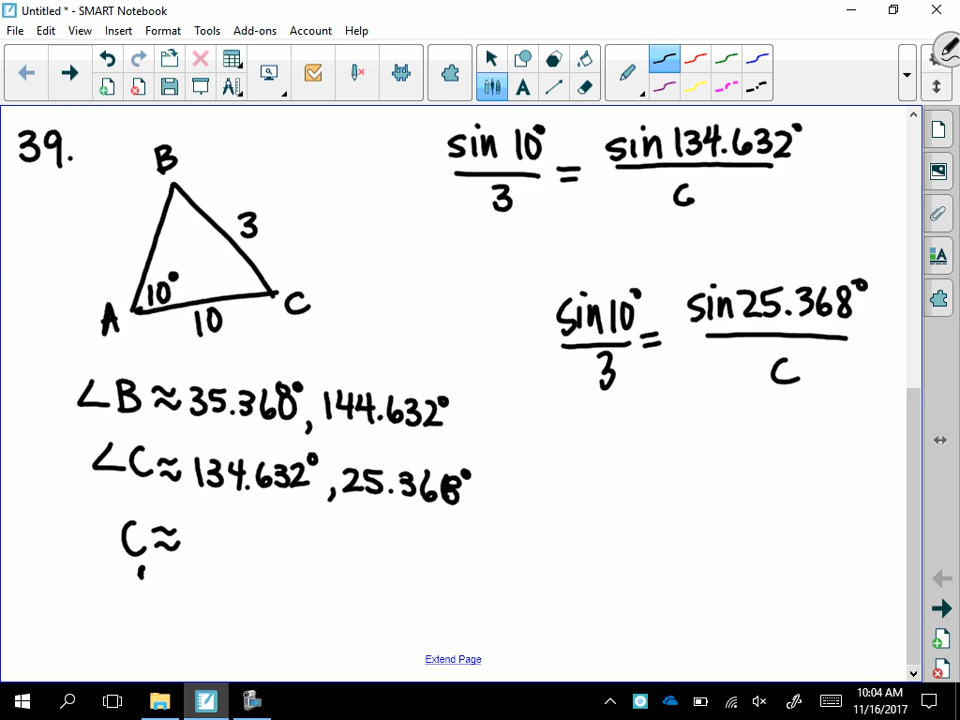 Untitled * - SMART Notebook
File Edit View Insert Format Tools Add-ons Account Help
39.
B
3
10°
A
10
C
sin 10° / 3 = sin 134.632° / c
sin 10° / 3 = sin 25.368° / c
∠B ≈ 35.368°, 144.632°
∠C ≈ 134.632°, 25.368°
C ≈
Extend Page
10:04 AM
11/16/2017